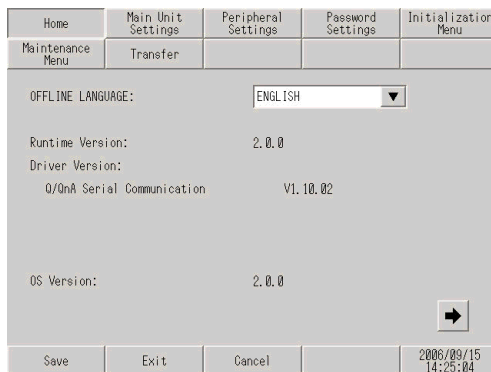 Home
Main Unit Settings
Peripheral Settings
Password Settings
Initialization Menu
Maintenance Menu
Transfer
OFFLINE LANGUAGE: ENGLISH
Runtime Version: 2.0.0
Driver Version:
Q/QnA Serial Communication V1.10.02
OS Version: 2.0.0
Save
Exit
Cancel
2006/09/15
14:25:04